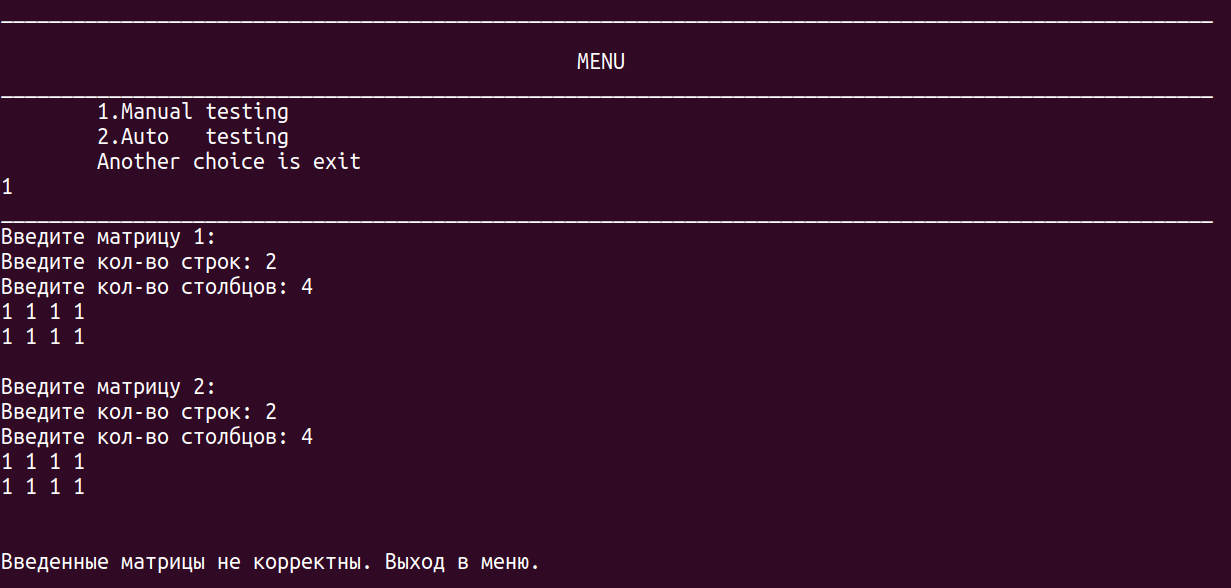 MENU
1.Manual testing
2.Auto   testing
Another choice is exit
1
Введите матрицу 1:
Введите кол-во строк: 2
Введите кол-во столбцов: 4
1 1 1 1
1 1 1 1
Введите матрицу 2:
Введите кол-во строк: 2
Введите кол-во столбцов: 4
1 1 1 1
1 1 1 1
Введенные матрицы не корректны. Выход в меню.